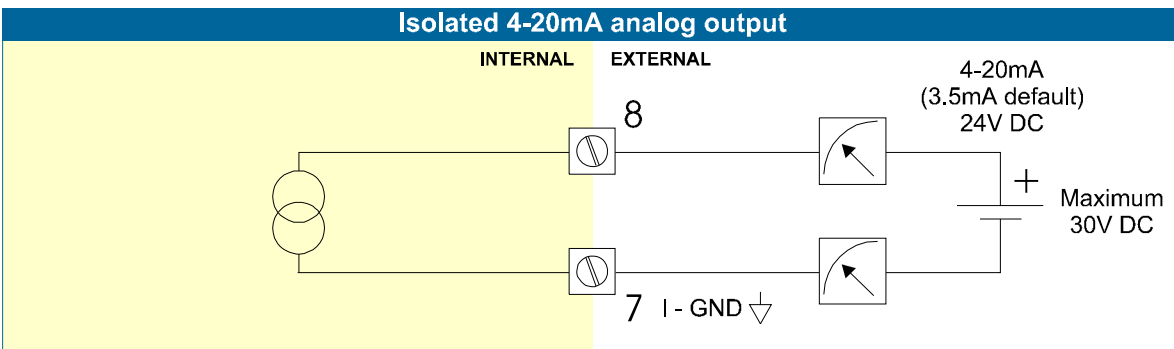 Isolated 4-20mA analog output
INTERNAL EXTERNAL
8
4-20mA
(3.5mA default)
24V DC
+
Maximum
30V DC
7 I - GND